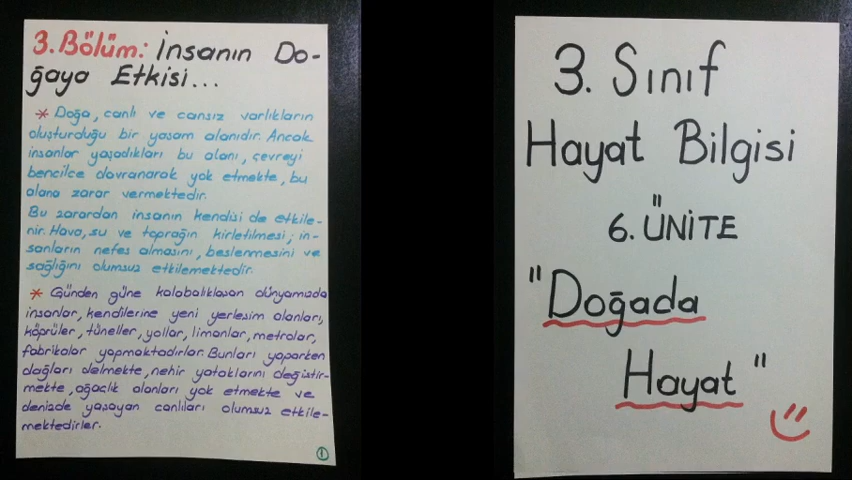 3. Bölüm: İnsanın Do-
ğaya Etkisi...
* Doğa, canlı ve cansız varlıkların
oluşturduğu bir yaşam alanıdır. Ancak
insanlar yaşadıkları bu alanı, çevreyi
bencilce davranarak yok etmekte, bu
alana zarar vermektedir.
Bu zarardan insanın kendisi de etkile-
nir. Hava, su ve toprağın kirletilmesi; in-
sanların nefes almasını, beslenmesini ve
sağlığını olumsuz etkilemektedir.
* Günden güne kalabalıklaşan dünyamızda
insanlar, kendilerine yeni yerleşim alanları,
köprüler, tüneller, yollar, limanlar, metrolar,
fabrikalar yapmaktadırlar. Bunları yaparken
dağları delmekte, nehir yataklarını değiştir-
mekte, ağaçlık alanları yok etmekte ve
denizde yaşayan canlıları olumsuz etkile-
mektedirler.
1
3. Sınıf
Hayat Bilgisi
6. ÜNİTE
"Doğada
Hayat"